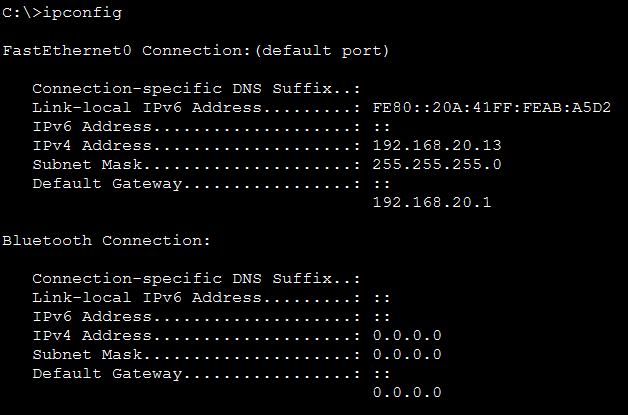 C:\>ipconfig
FastEthernet0 Connection:(default port)
Connection-specific DNS Suffix..:
Link-local IPv6 Address.........: FE80::20A:41FF:FEAB:A5D2
IPv6 Address....................: ::
IPv4 Address....................: 192.168.20.13
Subnet Mask.....................: 255.255.255.0
Default Gateway.................: ::
192.168.20.1
Bluetooth Connection:
Connection-specific DNS Suffix..:
Link-local IPv6 Address.........: ::
IPv6 Address....................: ::
IPv4 Address....................: 0.0.0.0
Subnet Mask.....................: 0.0.0.0
Default Gateway.................: ::
0.0.0.0